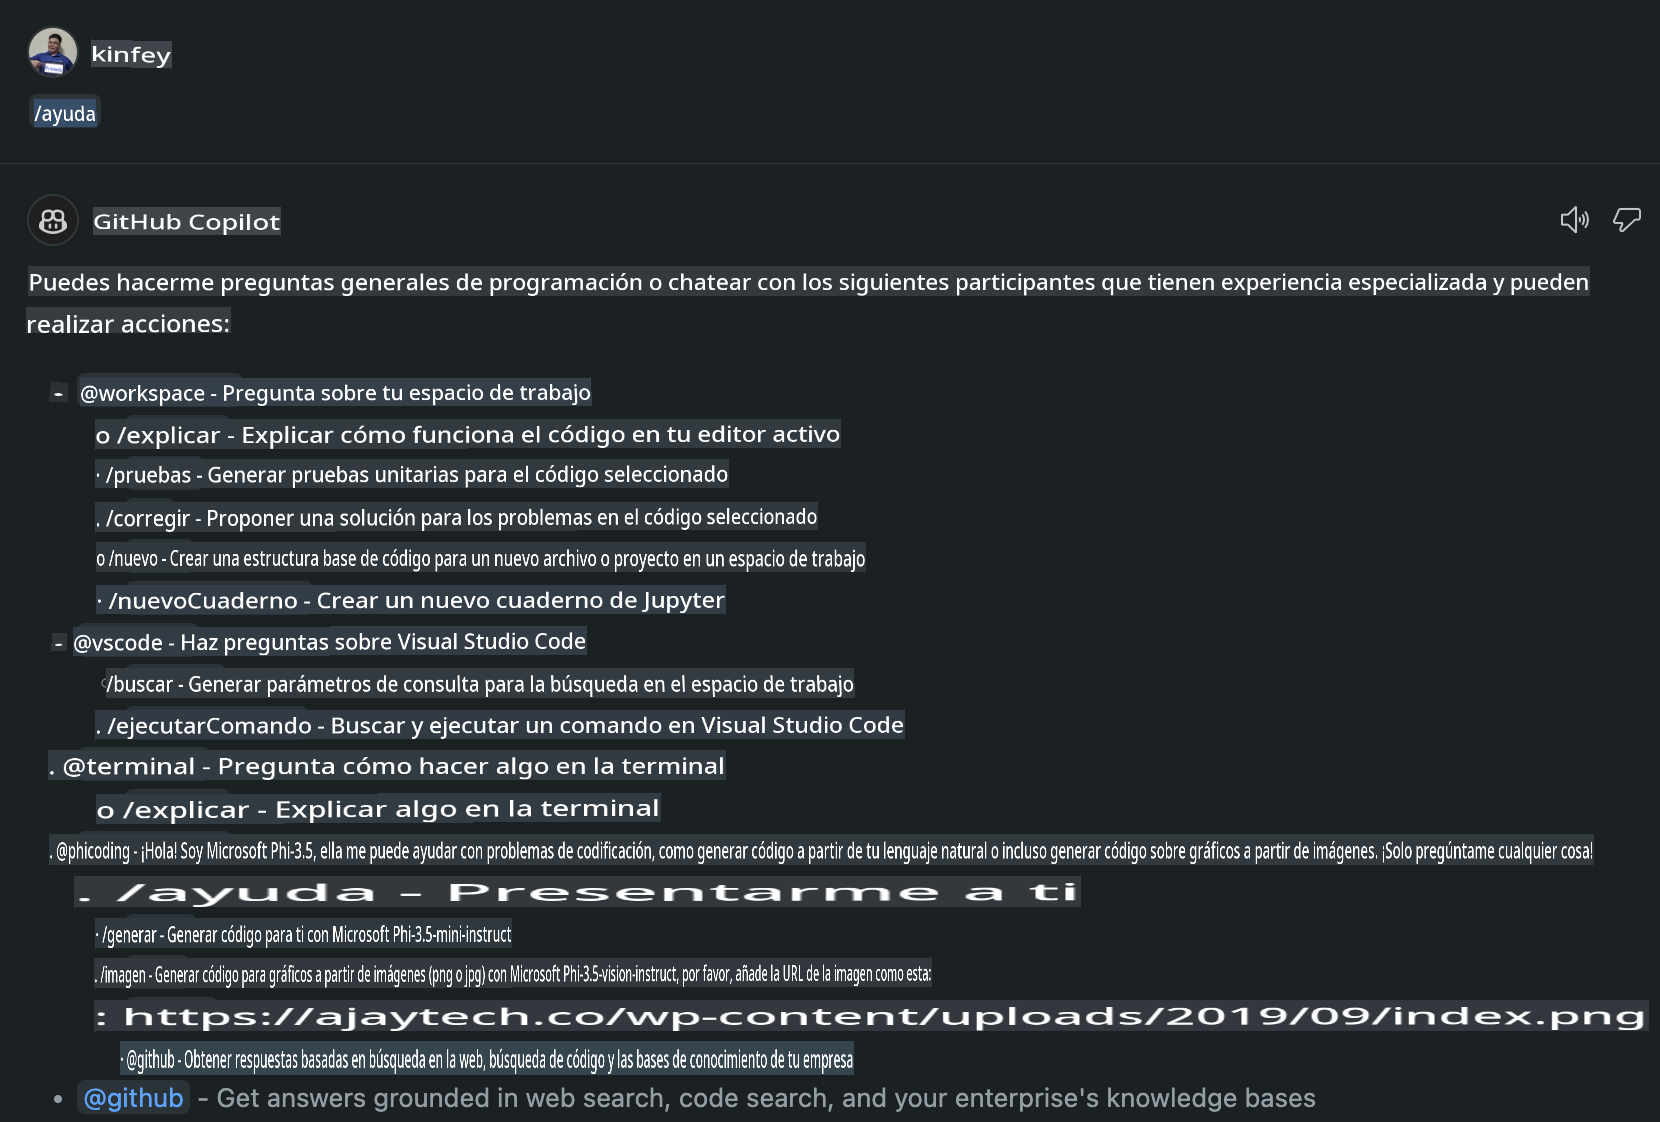 kinfey
/ayuda
GitHub Copilot
Puedes hacerme preguntas generales de programación o chatear con los siguientes participantes que tienen experiencia especializada y pueden
realizar acciones:
- @workspace - Pregunta sobre tu espacio de trabajo
o /explicar - Explicar cómo funciona el código en tu editor activo
· /pruebas - Generar pruebas unitarias para el código seleccionado
. /corregir - Proponer una solución para los problemas en el código seleccionado
o /nuevo - Crear una estructura base de código para un nuevo archivo o proyecto en un espacio de trabajo
· /nuevoCuaderno - Crear un nuevo cuaderno de Jupyter
- @vscode - Haz preguntas sobre Visual Studio Code
/buscar - Generar parámetros de consulta para la búsqueda en el espacio de trabajo
. /ejecutarComando - Buscar y ejecutar un comando en Visual Studio Code
. @terminal - Pregunta cómo hacer algo en la terminal
o /explicar - Explicar algo en la terminal
. @phicoding - ¡Hola! Soy Microsoft Phi-3.5, ella me puede ayudar con problemas de codificación, como generar código a partir de tu lenguaje natural o incluso generar código sobre gráficos a partir de imágenes. ¡Solo pregúntame cualquier cosa!
. /ayuda - Presentarme a ti
· /generar - Generar código para ti con Microsoft Phi-3.5-mini-instruct
. /imagen - Generar código para gráficos a partir de imágenes (png o jpg) con Microsoft Phi-3.5-vision-instruct, por favor, añade la URL de la imagen como esta:
: https://ajaytech.co/wp-content/uploads/2019/09/index.png
· @github - Obtener respuestas basadas en búsqueda en la web, búsqueda de código y las bases de conocimiento de tu empresa
• @github - Get answers grounded in web search, code search, and your enterprise's knowledge bases